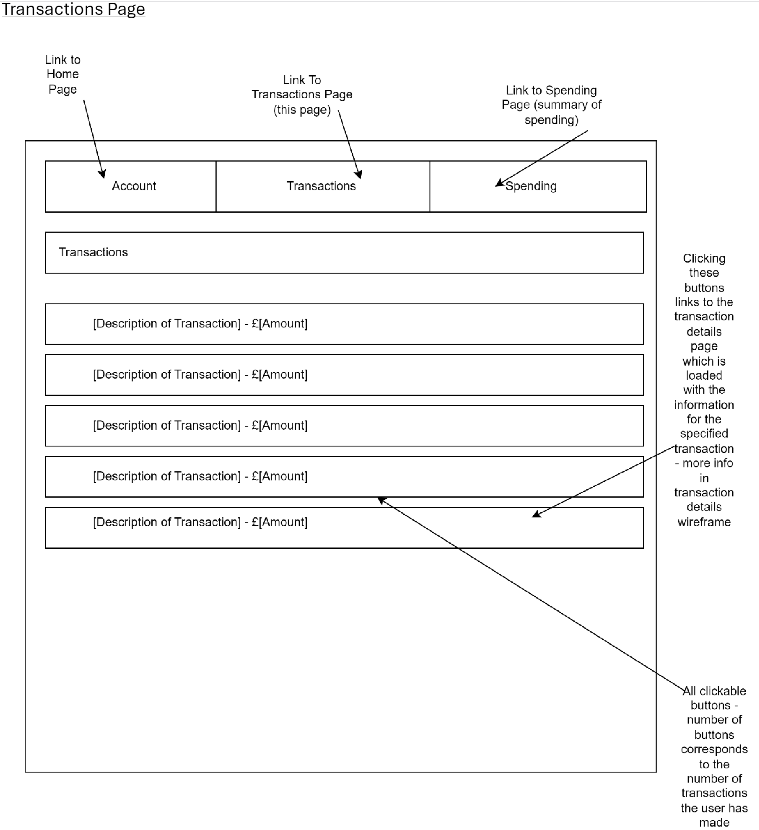 Transactions Page
Link to
Home
Page
Link To
Transactions Page
(this page)
Link to Spending
Page (summary of
spending)
Account
Transactions
Spending
Transactions
[Description of Transaction] - £[Amount]
[Description of Transaction] - £[Amount]
[Description of Transaction] - £[Amount]
[Description of Transaction] - £[Amount]
[Description of Transaction] - £[Amount]
Clicking
these
buttons
links to the
transaction
details
page
which is
loaded
with the
information
for the
specified
transaction
- more info
in
transaction
details
wireframe
All clickable
buttons -
number of
buttons
corresponds
to the
number of
transactions
the user has
made